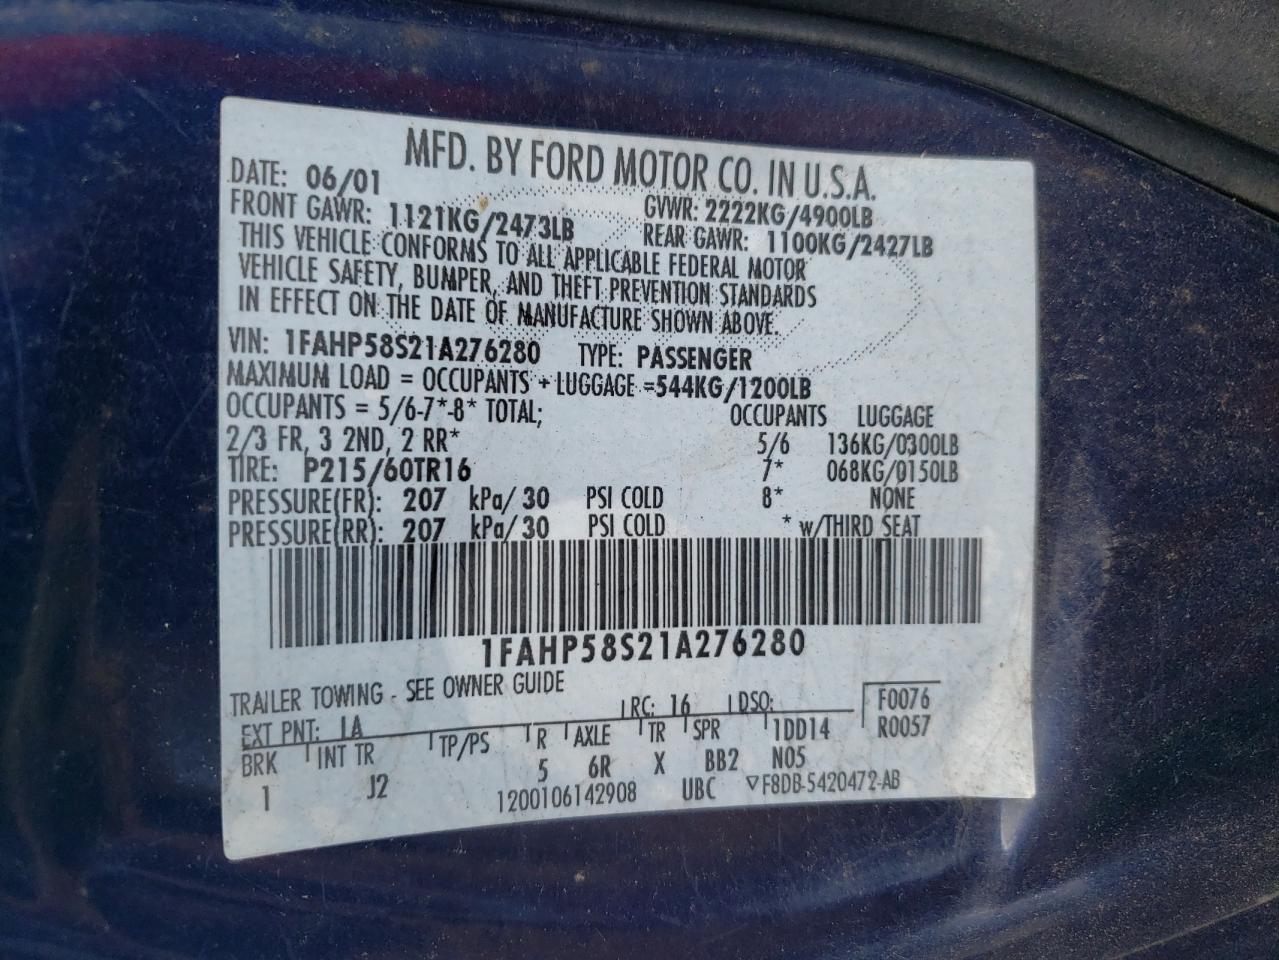 MFD. BY FORD MOTOR CO. IN U.S.A.
DATE: 06/01 GVWR: 2222KG/4900LB
FRONT GAWR: 1121KG/2473LB REAR GAWR: 1100KG/2427LB
THIS VEHICLE CONFORMS TO ALL APPLICABLE FEDERAL MOTOR
VEHICLE SAFETY, BUMPER, AND THEFT PREVENTION STANDARDS
IN EFFECT ON THE DATE OF MANUFACTURE SHOWN ABOVE.
VIN: 1FAHP58S21A276280 TYPE: PASSENGER
MAXIMUM LOAD = OCCUPANTS + LUGGAGE =544KG/1200LB
OCCUPANTS = 5/6-7*-8* TOTAL; OCCUPANTS LUGGAGE
2/3 FR, 3 2ND, 2 RR* 5/6 136KG/0300LB
TIRE: P215/60TR16 7* 068KG/0150LB
PRESSURE(FR): 207 kPa/ 30 PSI COLD 8* NONE
PRESSURE(RR): 207 kPa/ 30 PSI COLD * w/THIRD SEAT
1FAHP58S21A276280
TRAILER TOWING - SEE OWNER GUIDE
EXT PNT: 1A RC: 16 DSO: F0076
BRK INT TR TP/PS R AXLE TR SPR 1DD14 R0057
1 J2 5 6R X BB2 N05
1200106142908 UBC ▽F8DB-5420472-AB